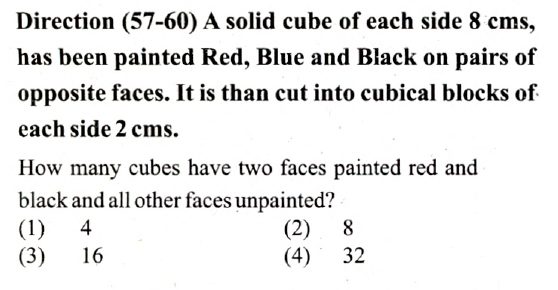 Direction (57-60) A solid cube of each side 8 cms,
has been painted Red, Blue and Black on pairs of
opposite faces. It is than cut into cubical blocks of
each side 2 cms.
How many cubes have two faces painted red and
black and all other faces unpainted?
(1) 4 (2) 8
(3) 16 (4) 32